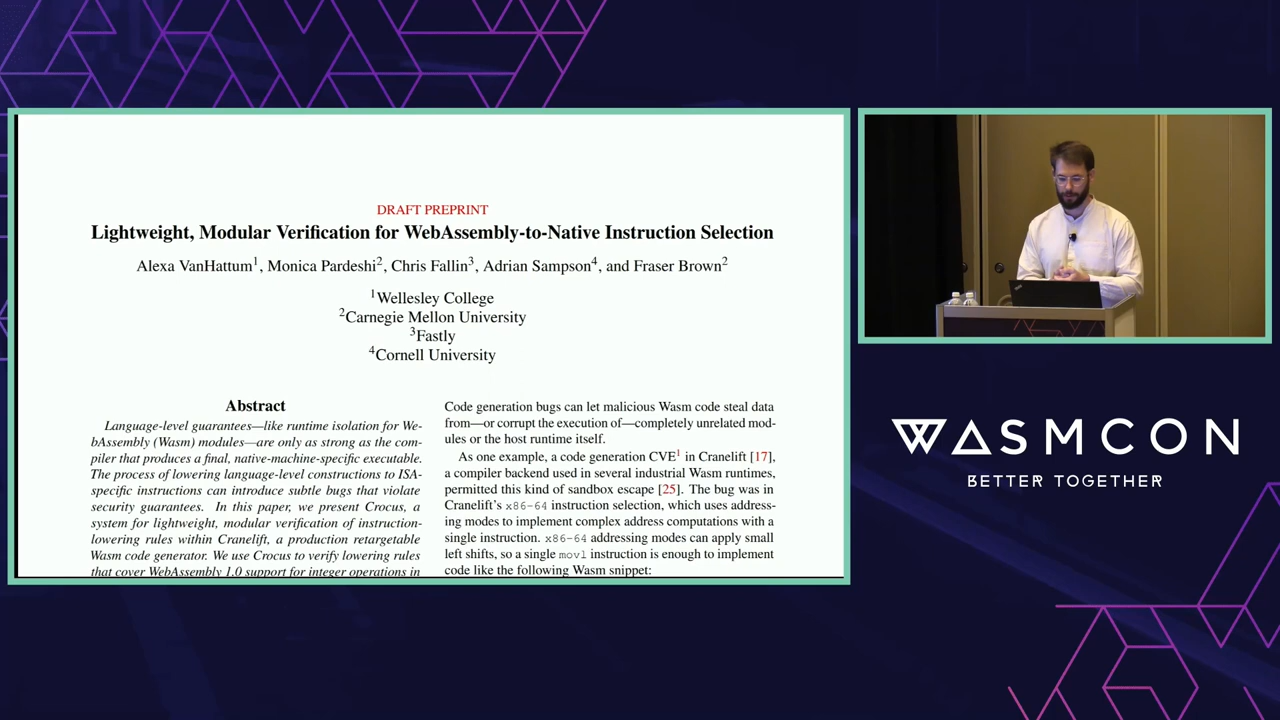 DRAFT PREPRINT
Lightweight, Modular Verification for WebAssembly-to-Native Instruction Selection
Alexa VanHattum1, Monica Pardeshi2, Chris Fallin3, Adrian Sampson4, and Fraser Brown2
1Wellesley College
2Carnegie Mellon University
3Fastly
4Cornell University
Abstract
Language-level guarantees—like runtime isolation for We-
bAssembly (Wasm) modules—are only as strong as the com-
piler that produces a final, native-machine-specific executable.
The process of lowering language-level constructions to ISA-
specific instructions can introduce subtle bugs that violate
security guarantees. In this paper, we present Crocus, a
system for lightweight, modular verification of instruction-
lowering rules within Cranelift, a production retargetable
Wasm code generator. We use Crocus to verify lowering rules
that cover WebAssembly 1.0 support for integer operations in
Code generation bugs can let malicious Wasm code steal data
from—or corrupt the execution of—completely unrelated mod-
ules or the host runtime itself.
As one example, a code generation CVE1 in Cranelift [17],
a compiler backend used in several industrial Wasm runtimes,
permitted this kind of sandbox escape [25]. The bug was in
Cranelift's x86-64 instruction selection, which uses address-
ing modes to implement complex address computations with a
single instruction. x86-64 addressing modes can apply small
left shifts, so a single movl instruction is enough to implement
code like the following Wasm snippet:
WASMCON
BETTER TOGETHER